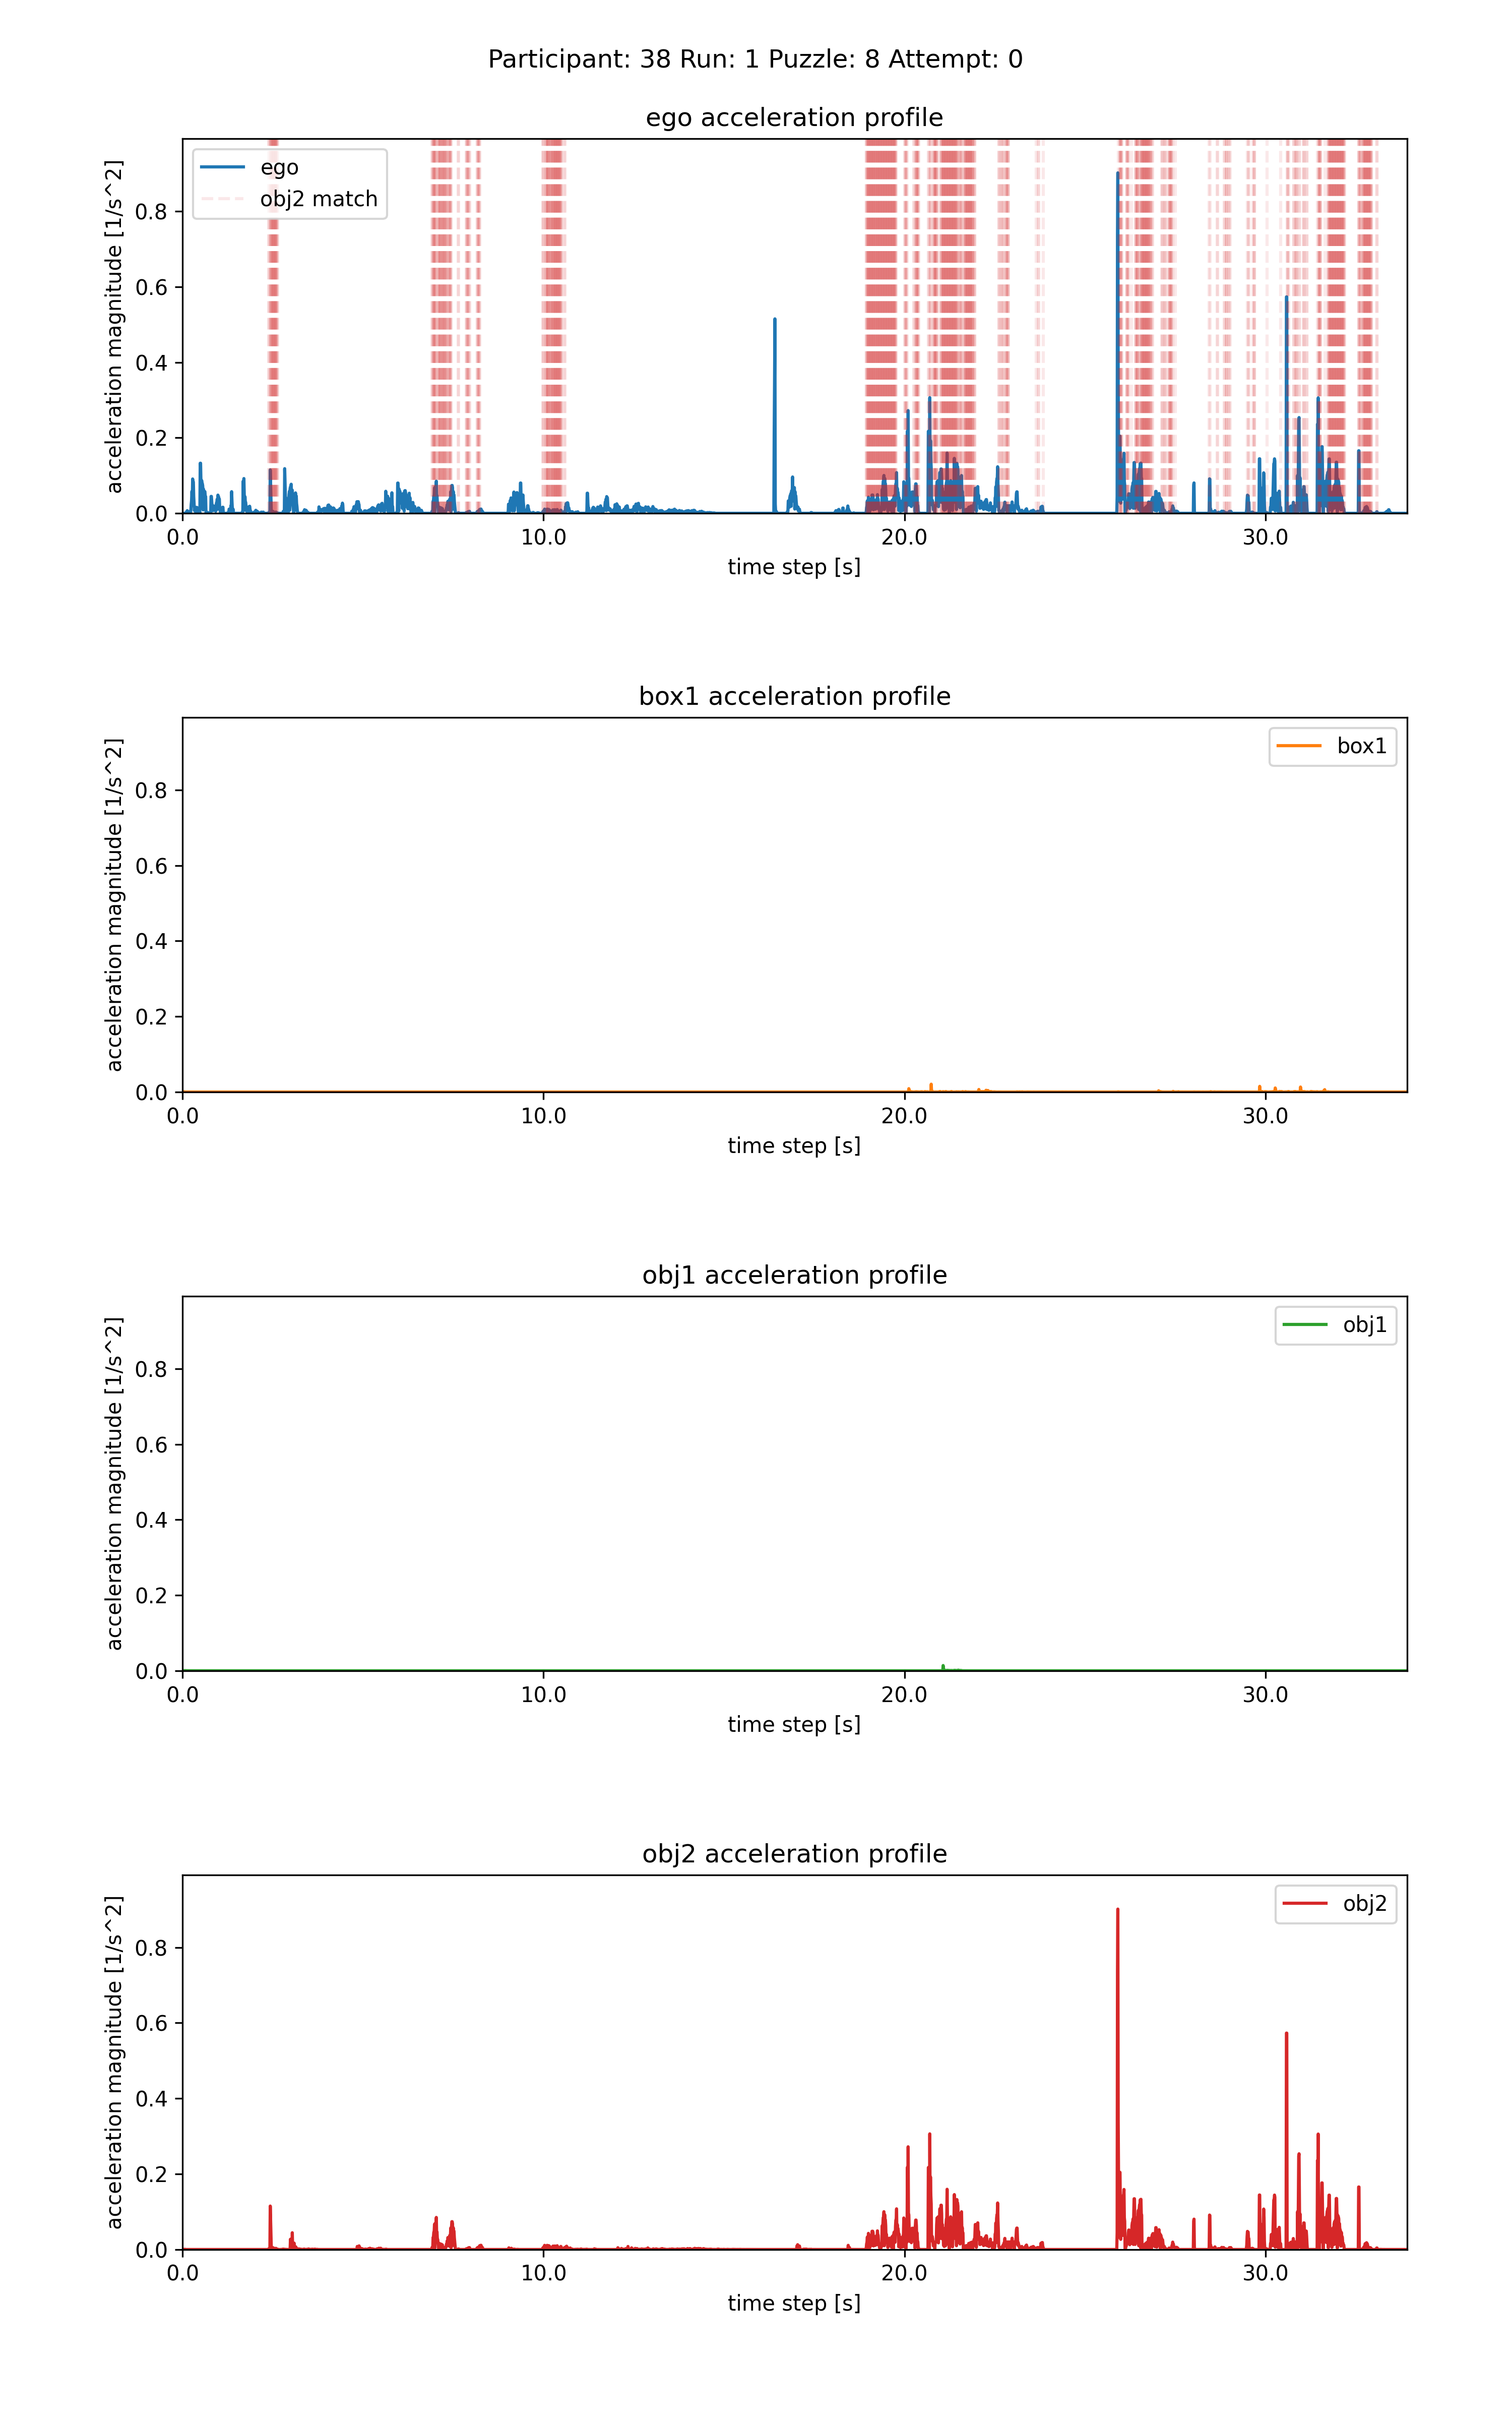 Participant: 38 Run: 1 Puzzle: 8 Attempt: 0
ego acceleration profile
ego
obj2 match
acceleration magnitude [1/s^2]
0.8
0.6
0.4
0.2
0.0
0.0 10.0 20.0 30.0
time step [s]
box1 acceleration profile
box1
acceleration magnitude [1/s^2]
0.8
0.6
0.4
0.2
0.0
0.0 10.0 20.0 30.0
time step [s]
obj1 acceleration profile
obj1
acceleration magnitude [1/s^2]
0.8
0.6
0.4
0.2
0.0
0.0 10.0 20.0 30.0
time step [s]
obj2 acceleration profile
obj2
acceleration magnitude [1/s^2]
0.8
0.6
0.4
0.2
0.0
0.0 10.0 20.0 30.0
time step [s]